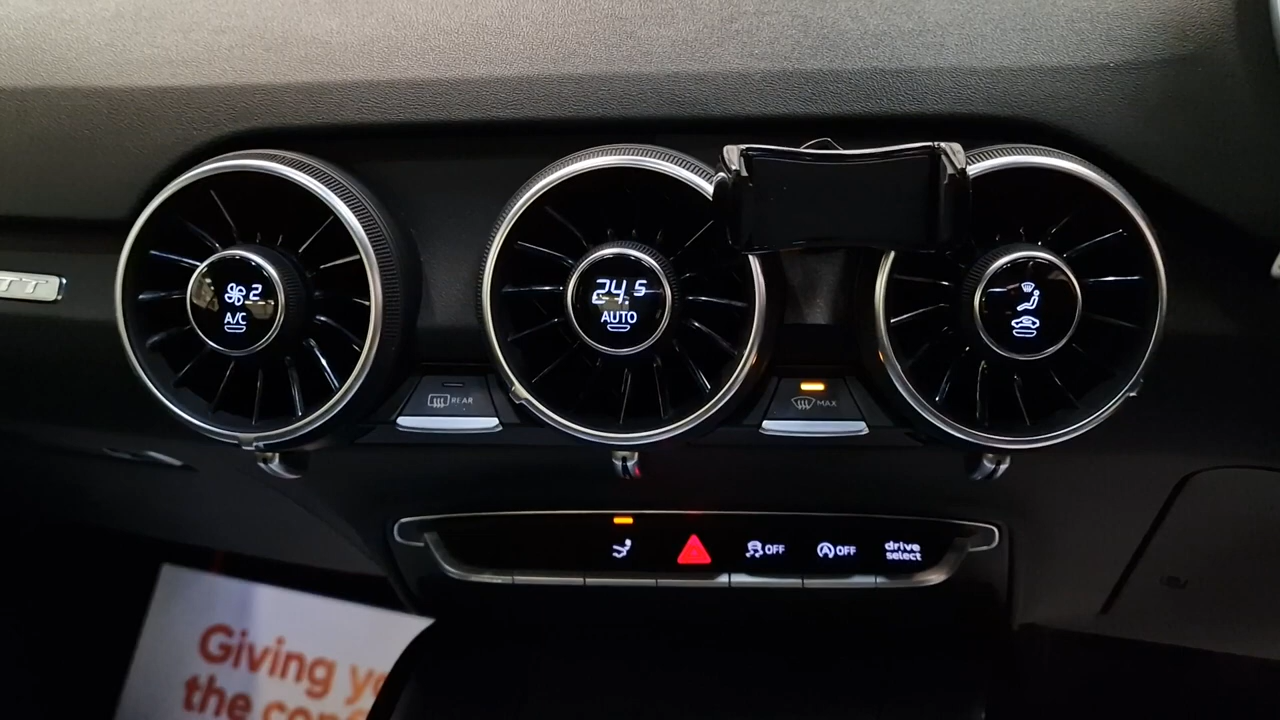 TT
2
A/C
24.5
AUTO
REAR
MAX
OFF
OFF
drive
select
Giving
the